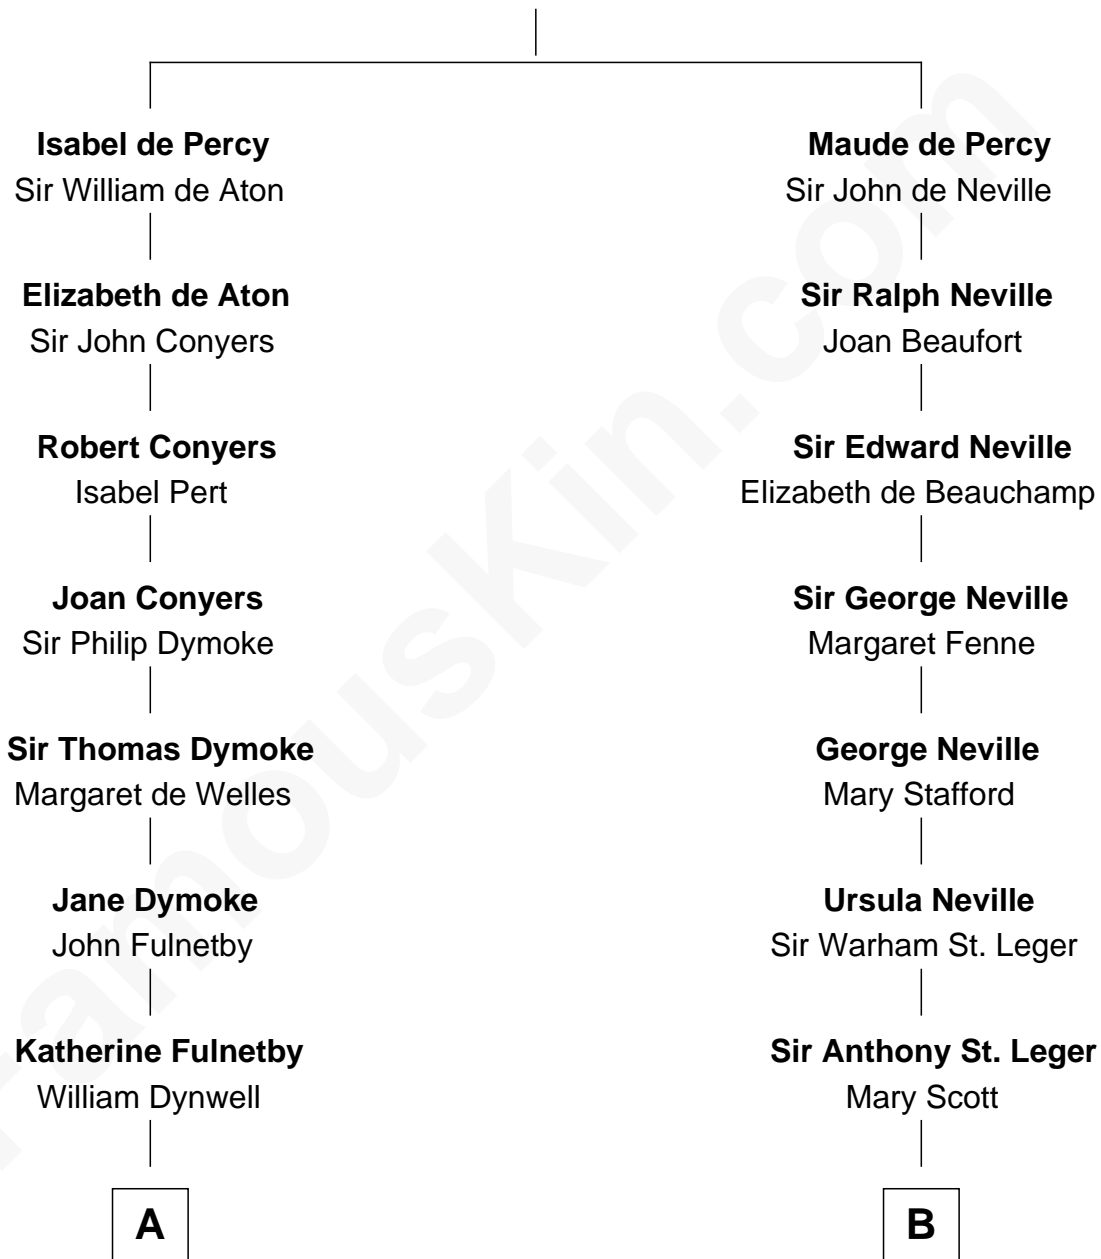 Isabel de Percy
Sir William de Aton
Elizabeth de Aton
Sir John Conyers
Robert Conyers
Isabel Pert
Joan Conyers
Sir Philip Dymoke
Sir Thomas Dymoke
Margaret de Welles
Jane Dymoke
John Fulnetby
Katherine Fulnetby
William Dynwell
A
Maude de Percy
Sir John de Neville
Sir Ralph Neville
Joan Beaufort
Sir Edward Neville
Elizabeth de Beauchamp
Sir George Neville
Margaret Fenne
George Neville
Mary Stafford
Ursula Neville
Sir Warham St. Leger
Sir Anthony St. Leger
Mary Scott
B
FamousKin.com